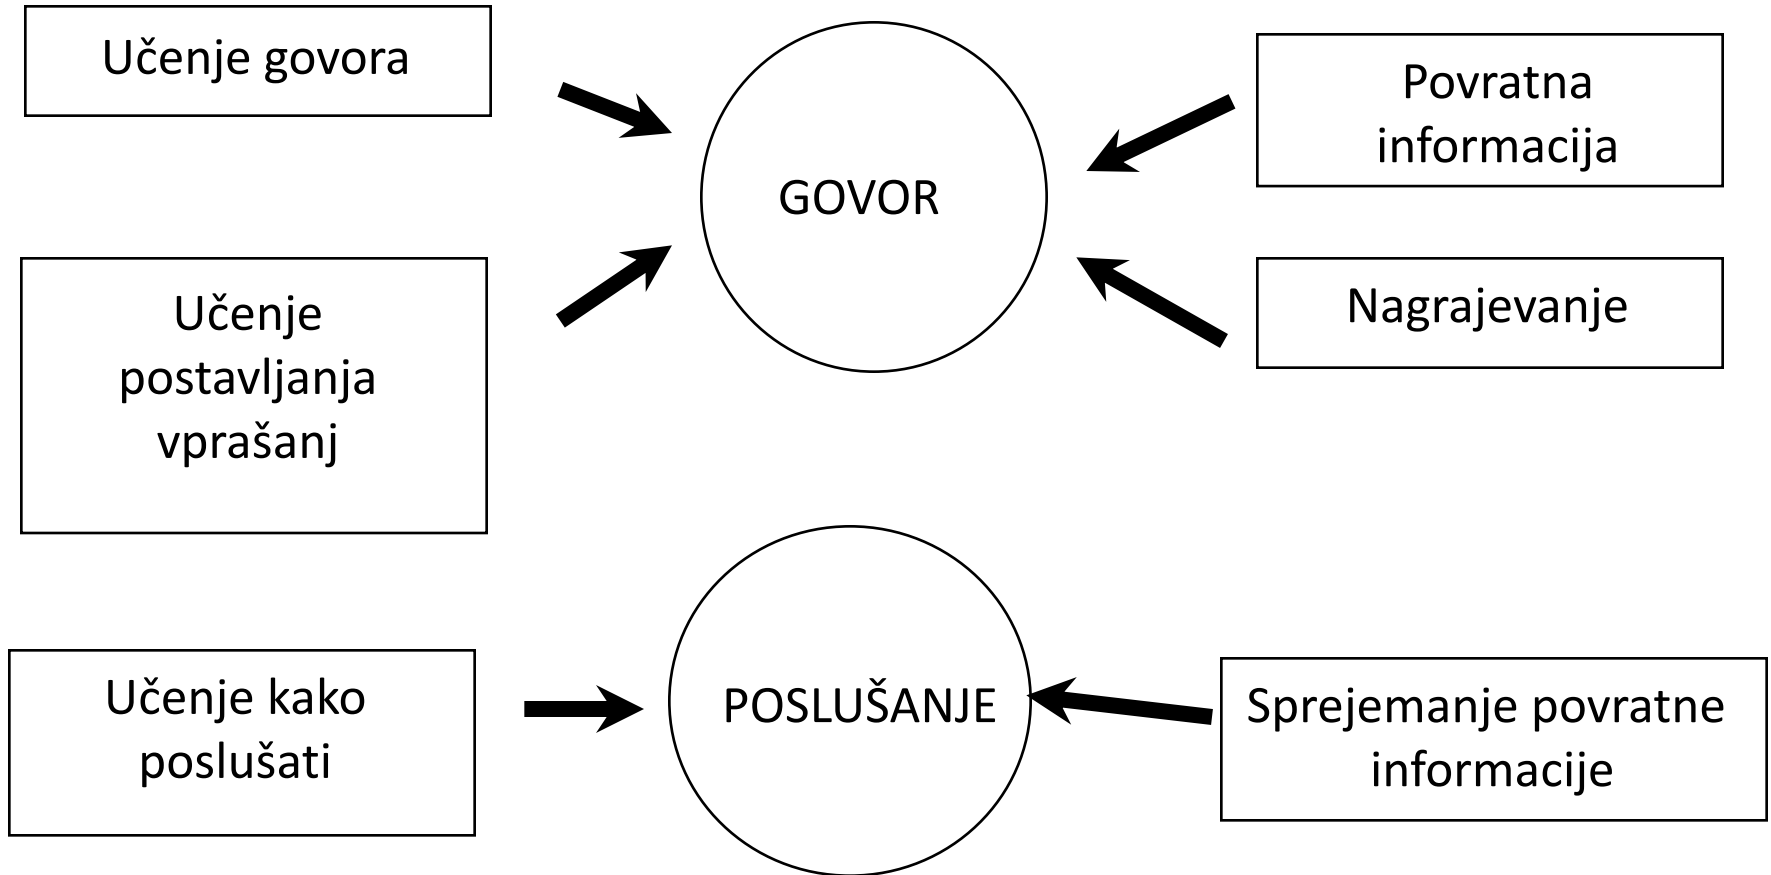 Učenje govora
Povratna
informacija
GOVOR
Učenje
postavljanja
vprašanj
Nagrajevanje
Učenje kako
poslušati
POSLUŠANJE
Sprejemanje povratne
informacije